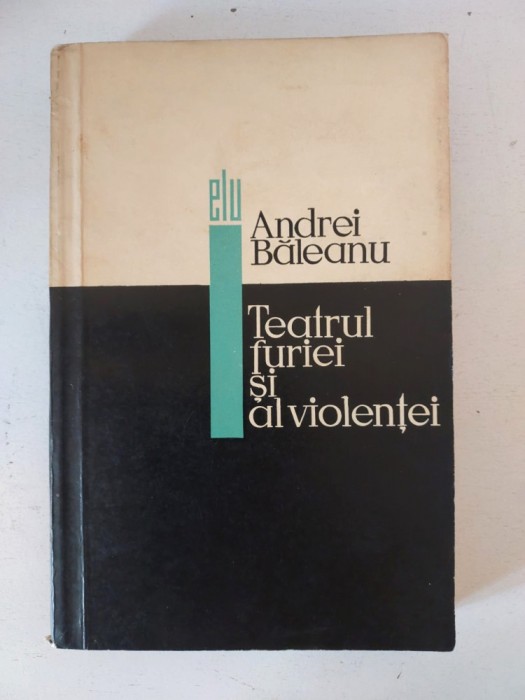 elu
Andrei
Băleanu
Teatrul
furiei
și
al violenței